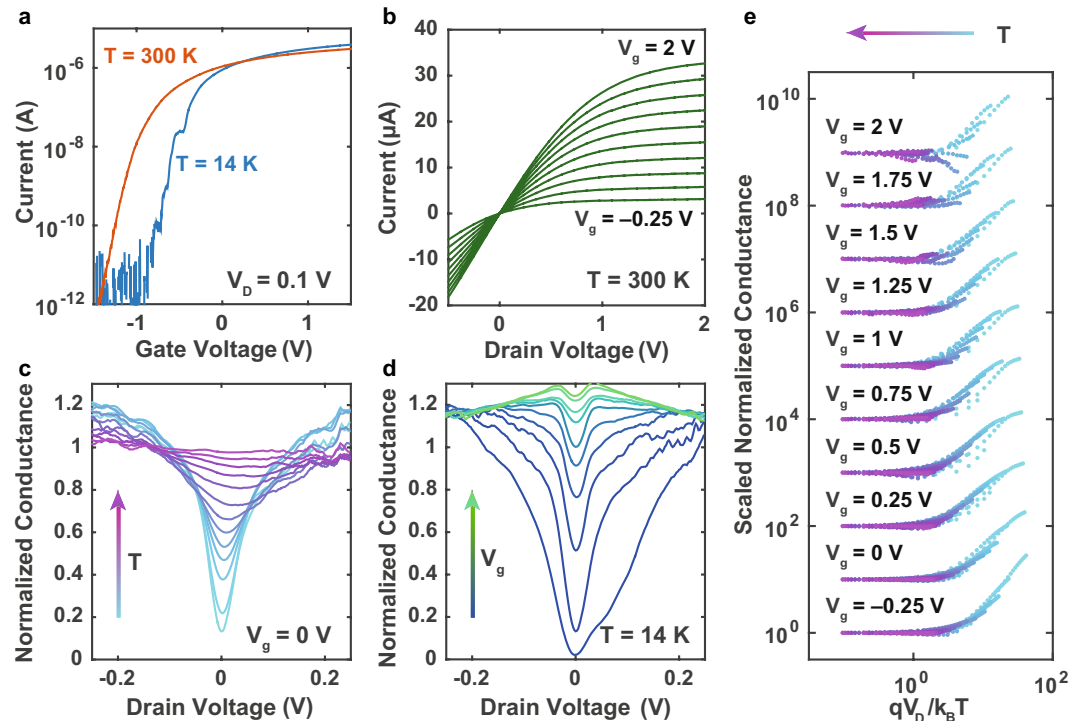 a
T = 300 K
T = 14 K
V_D = 0.1 V
10^-6
10^-8
10^-10
10^-12
Current (A)
-1
0
1
Gate Voltage (V)
b
V_g = 2 V
V_g = –0.25 V
T = 300 K
40
30
20
10
0
-10
-20
Current (µA)
0
1
2
Drain Voltage (V)
c
1.2
1
0.8
0.6
0.4
0.2
0
Normalized Conductance
T
V_g = 0 V
-0.2
0
0.2
Drain Voltage (V)
d
1.2
1
0.8
0.6
0.4
0.2
0
Normalized Conductance
V_g
T = 14 K
-0.2
0
0.2
Drain Voltage (V)
e
T
10^10
10^8
10^6
10^4
10^2
10^0
Scaled Normalized Conductance
V_g = 2 V
V_g = 1.75 V
V_g = 1.5 V
V_g = 1.25 V
V_g = 1 V
V_g = 0.75 V
V_g = 0.5 V
V_g = 0.25 V
V_g = 0 V
V_g = –0.25 V
10^0
10^2
qV_D/k_BT